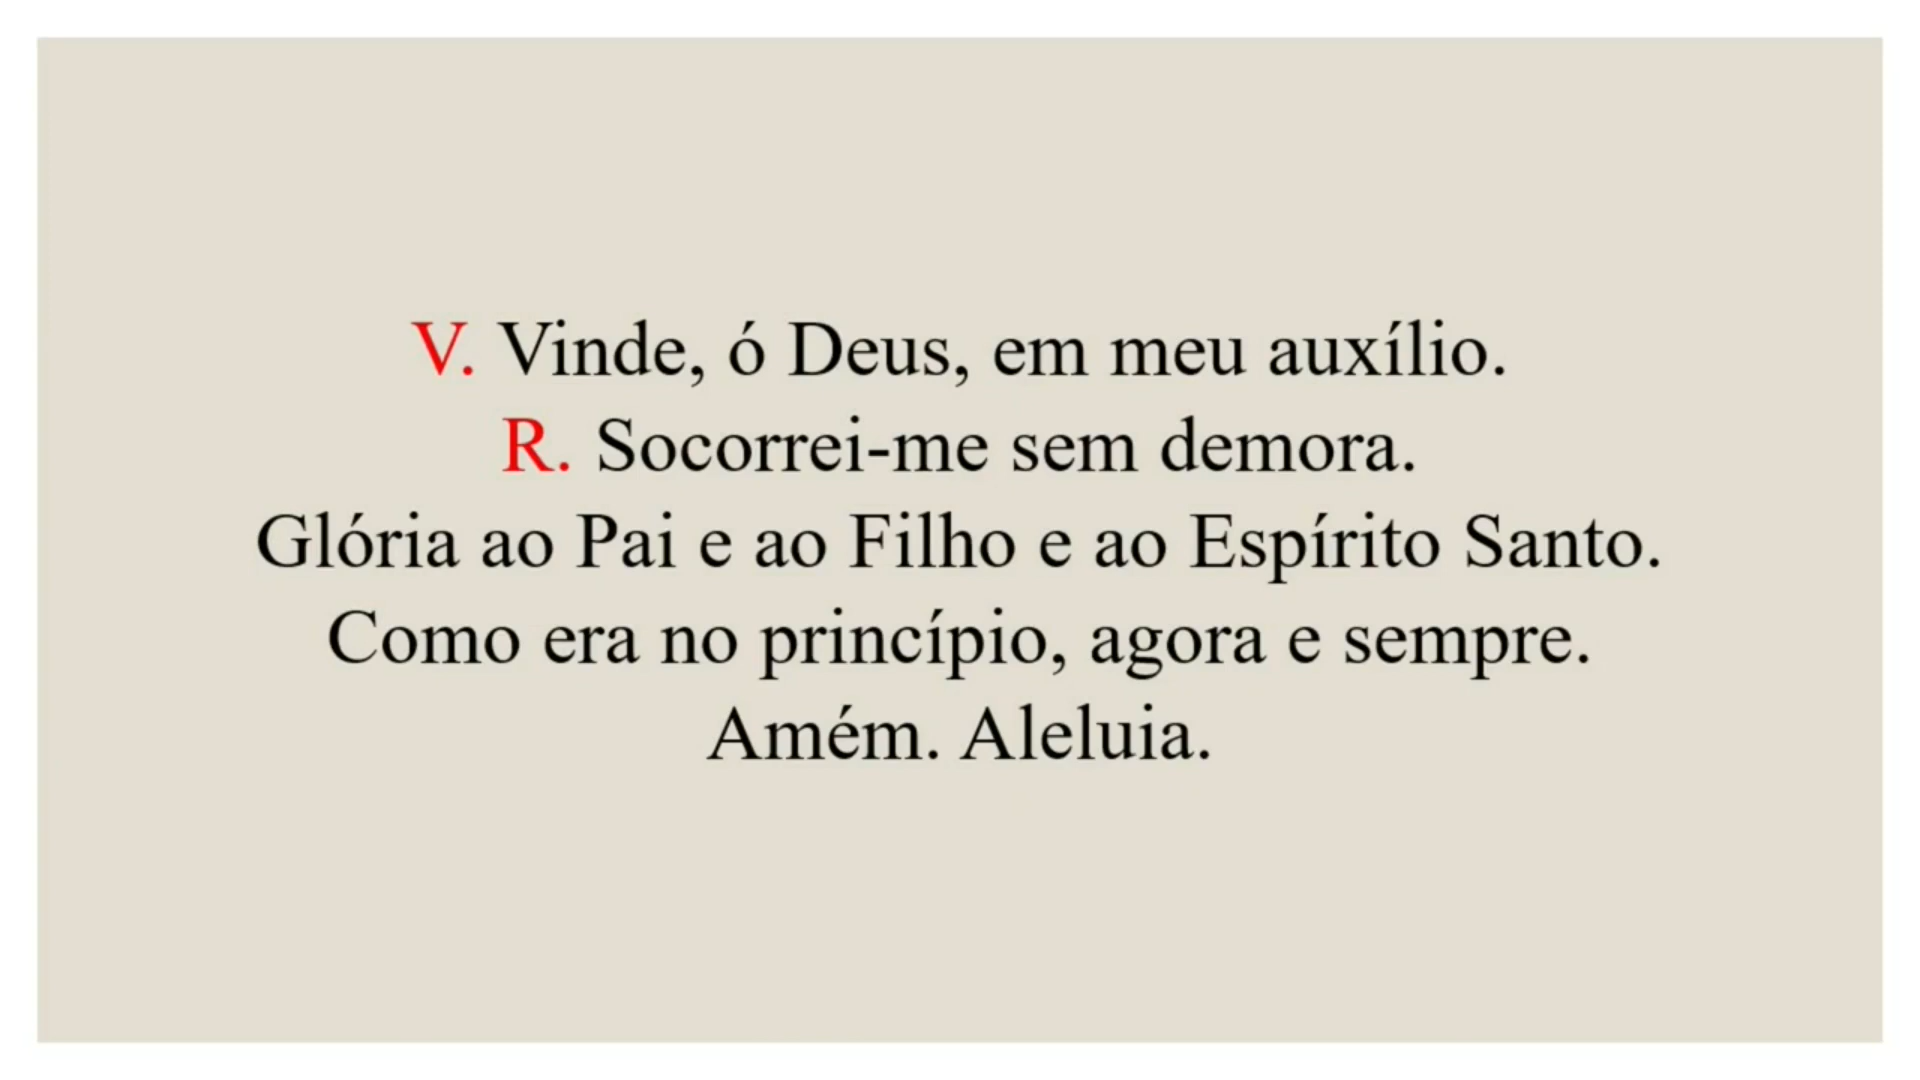 V. Vinde, ó Deus, em meu auxílio.
R. Socorrei-me sem demora.
Glória ao Pai e ao Filho e ao Espírito Santo.
Como era no princípio, agora e sempre.
Amém. Aleluia.